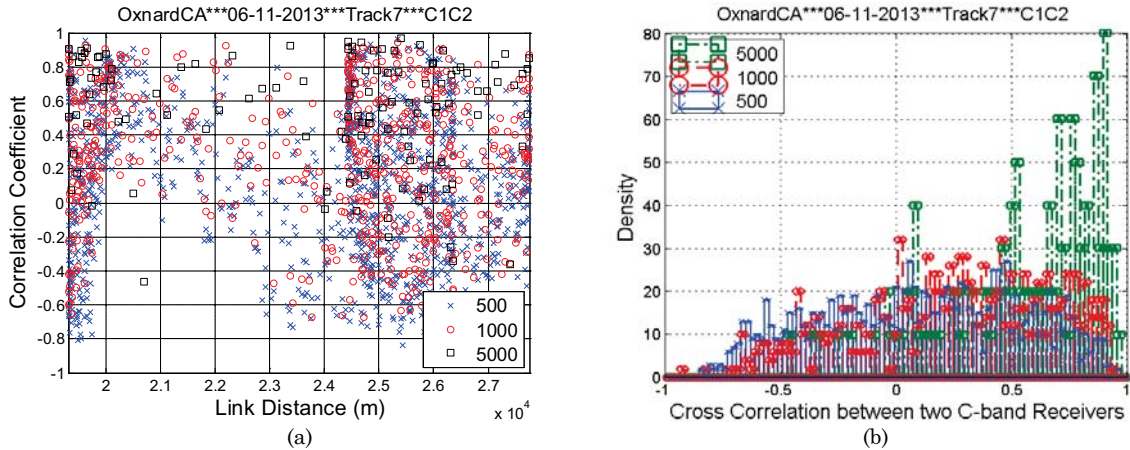 OxnardCA***06-11-2013***Track7***C1C2
Correlation Coefficient
1
0.8
0.6
0.4
0.2
0
-0.2
-0.4
-0.6
-0.8
-1
500
1000
5000
2 2.1 2.2 2.3 2.4 2.5 2.6 2.7
Link Distance (m)
x 10⁴
(a)
OxnardCA***06-11-2013***Track7***C1C2
Density
80
70
60
50
40
30
20
10
0
5000
1000
500
-1 -0.5 0 0.5 1
Cross Correlation between two C-band Receivers
(b)